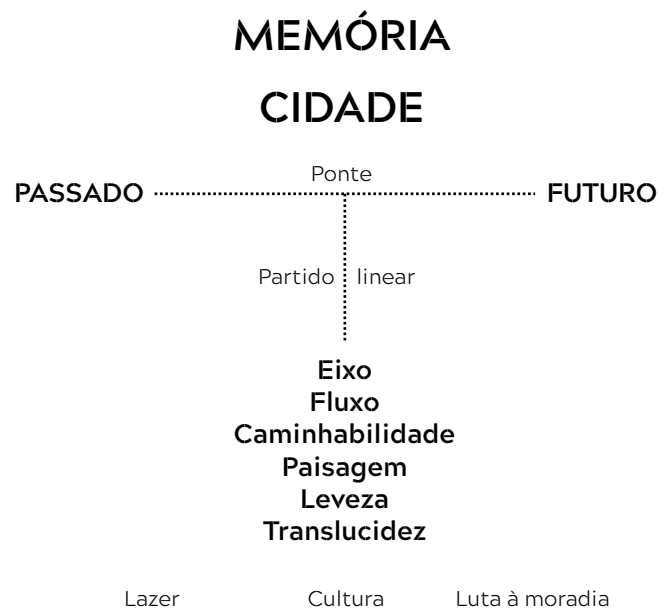 MEMÓRIA
CIDADE
Ponte
PASSADO FUTURO
Partido linear
Eixo
Fluxo
Caminhabilidade
Paisagem
Leveza
Translucidez
Lazer Cultura Luta à moradia